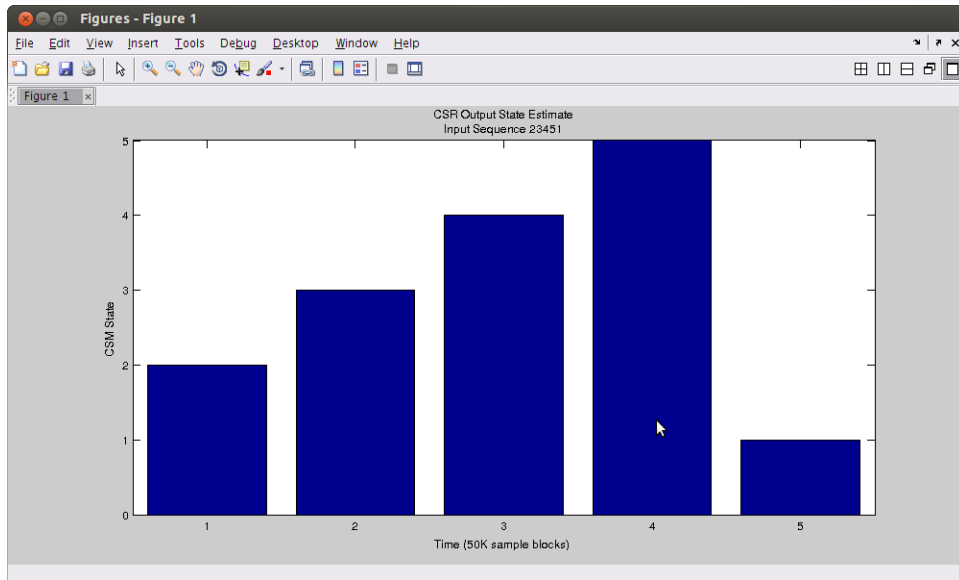 Figures - Figure 1
File Edit View Insert Tools Debug Desktop Window Help
Figure 1
CSR Output State Estimate
Input Sequence 23451
5
4
3
2
1
0
CSM State
1 2 3 4 5
Time (50K sample blocks)